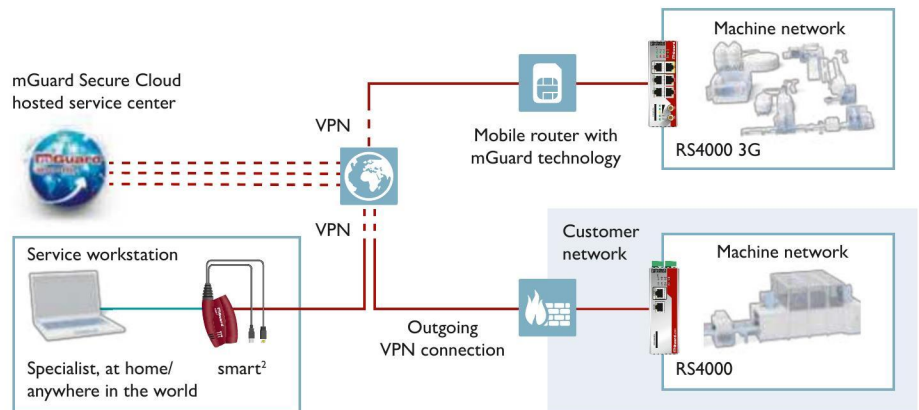 mGuard Secure Cloud
hosted service center
mGuard
VPN
Mobile router with
mGuard technology
Machine network
RS4000 3G
VPN
Service workstation
Specialist, at home/
anywhere in the world
smart²
Outgoing
VPN connection
Customer
network
Machine network
RS4000